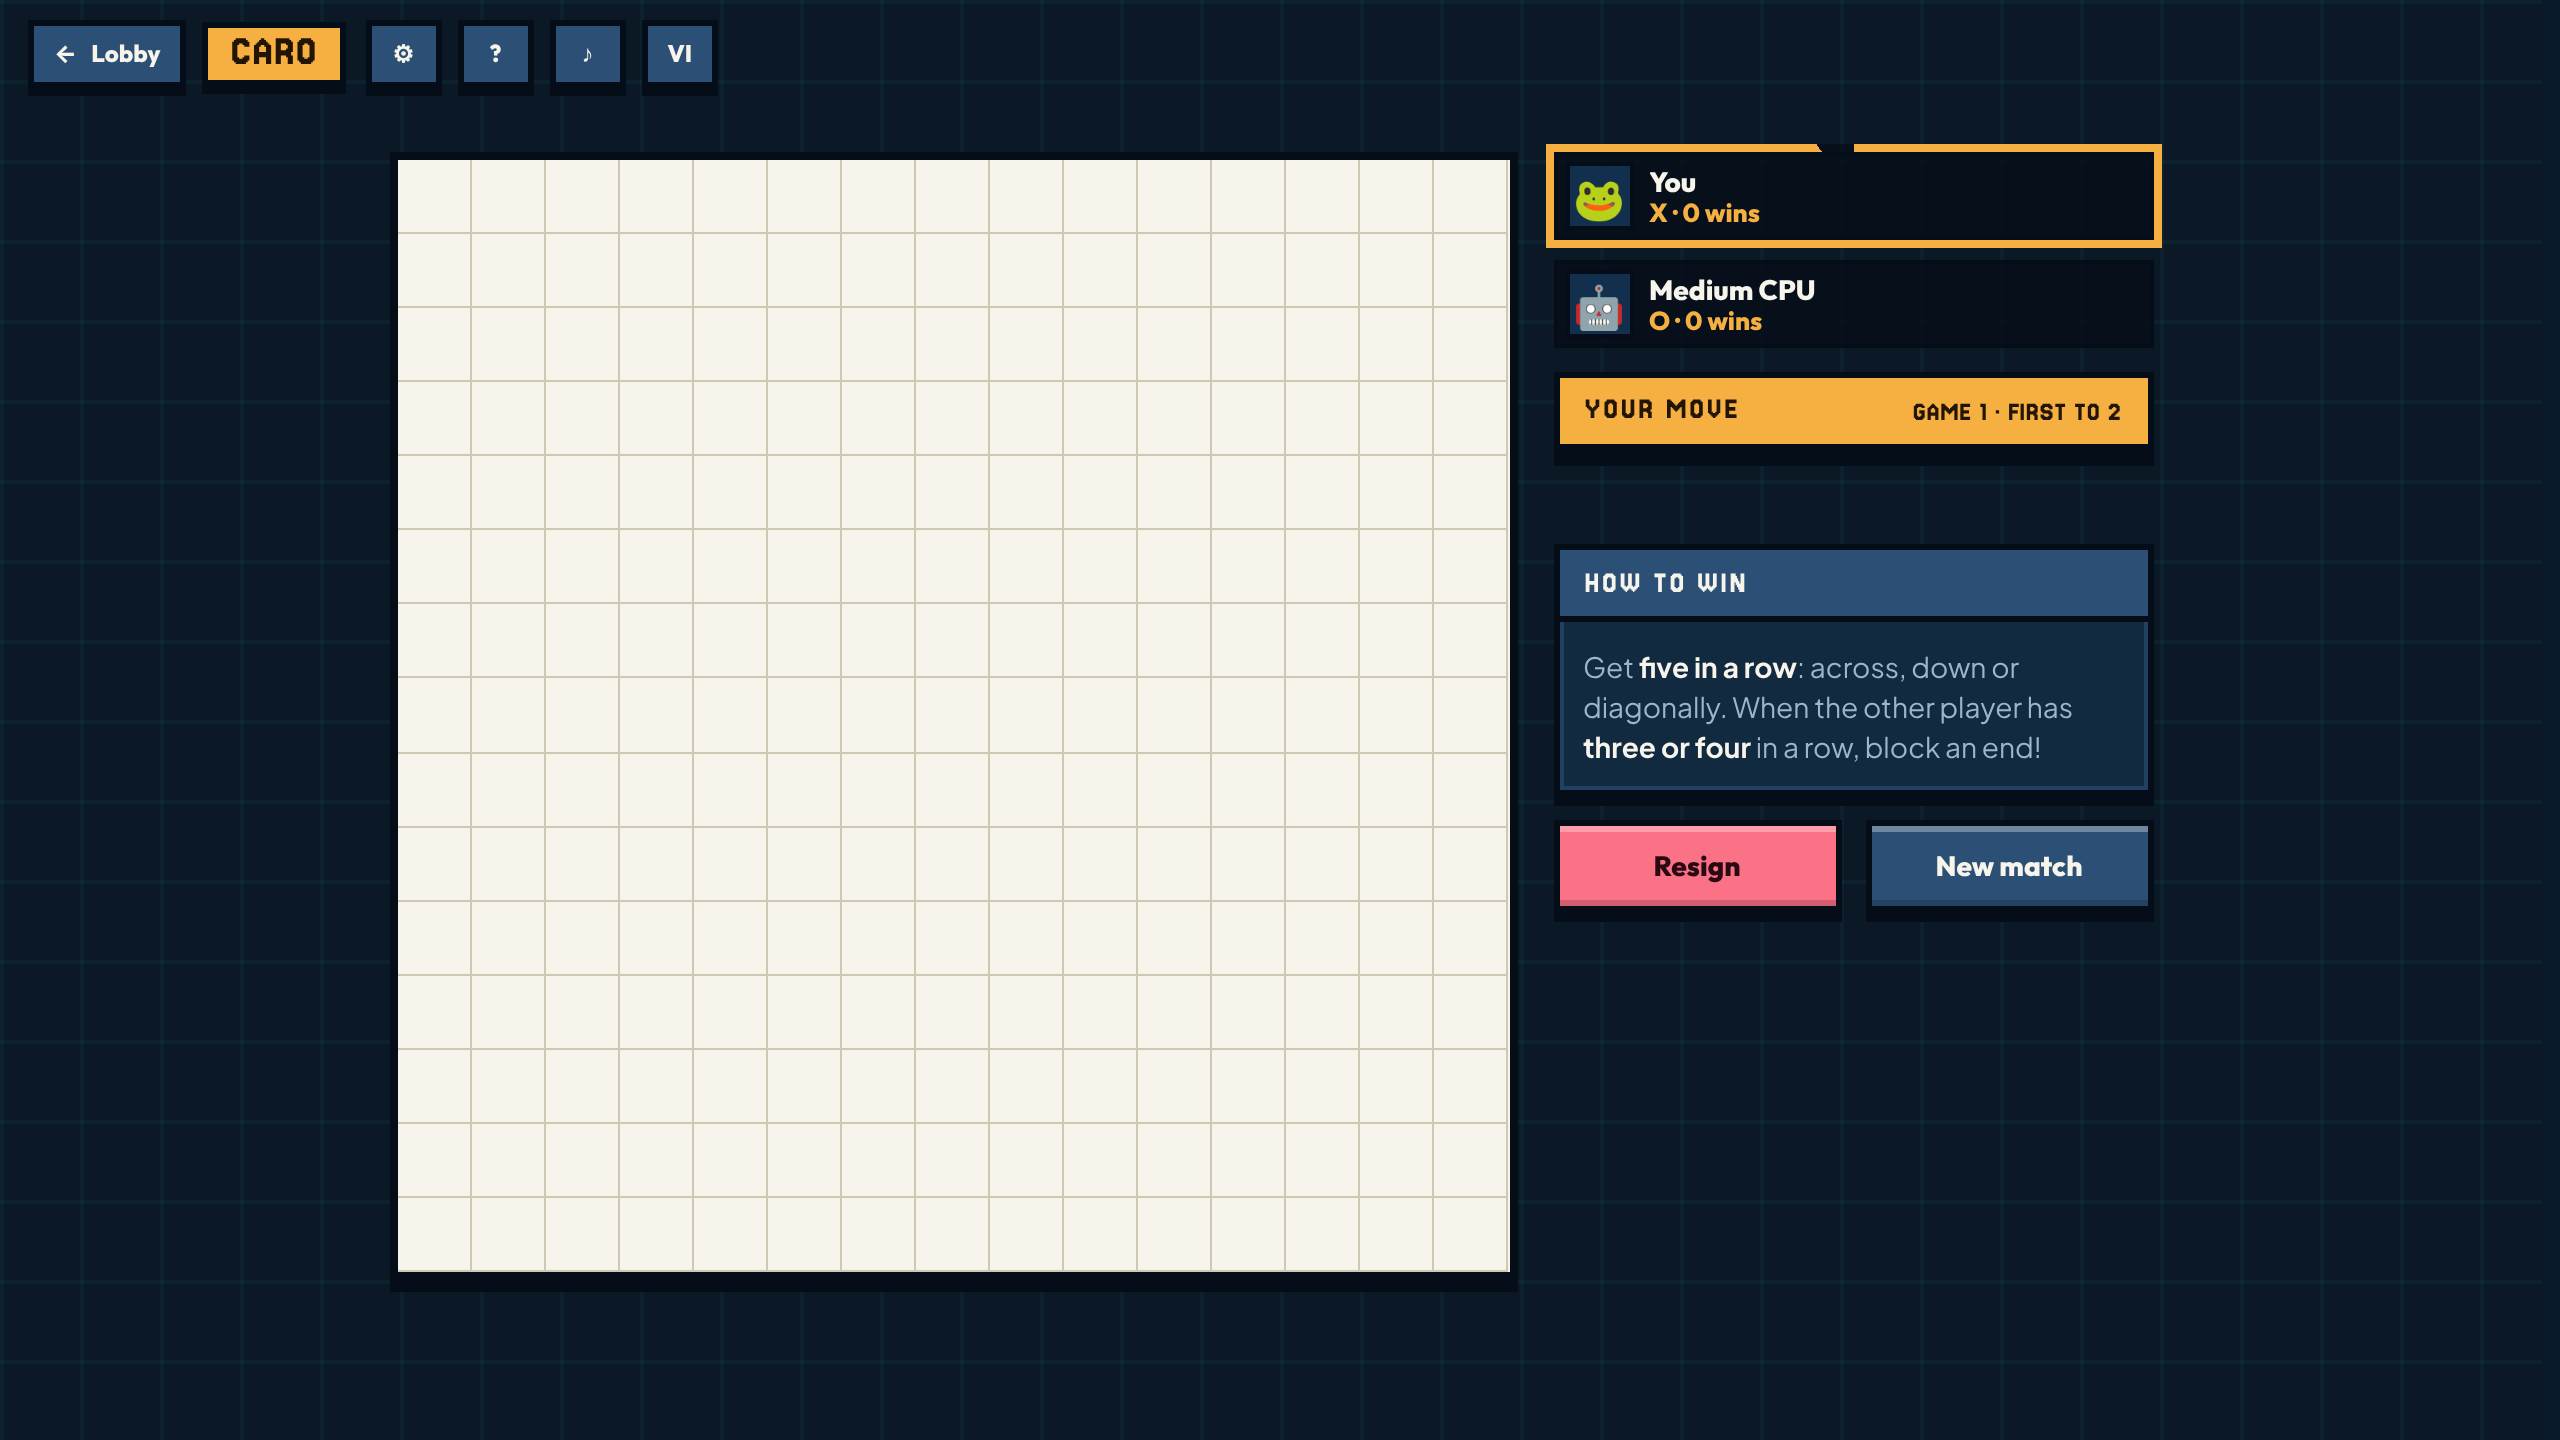 ← Lobby
CARO
⚙
?
♪
VI
You
X · 0 wins
Medium CPU
O · 0 wins
YOUR MOVE
GAME 1 · FIRST TO 2
HOW TO WIN
Get five in a row: across, down or
diagonally. When the other player has
three or four in a row, block an end!
Resign
New match